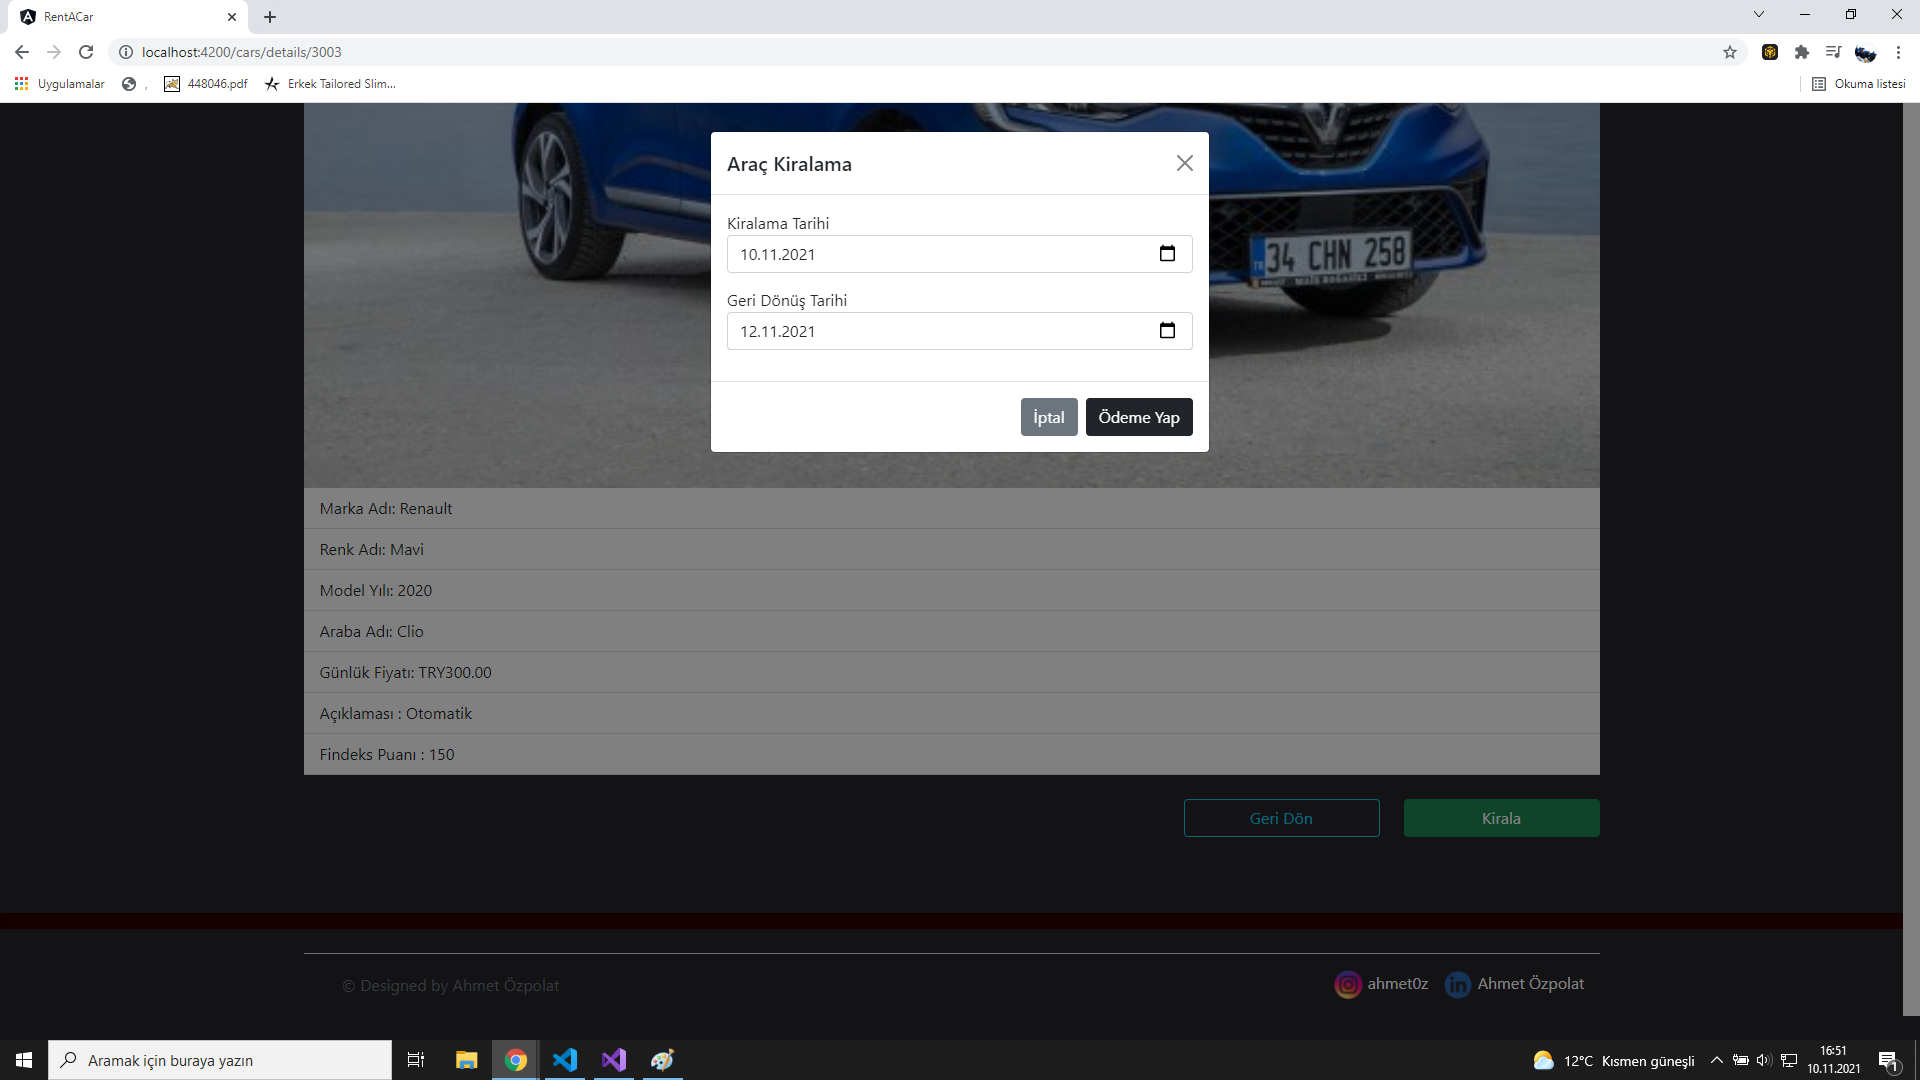 RentACar
localhost:4200/cars/details/3003
Uygulamalar , 448046.pdf Erkek Tailored Slim... Okuma listesi
Araç Kiralama
Kiralama Tarihi
10.11.2021
34 CHN 258
Geri Dönüş Tarihi
12.11.2021
İptal Ödeme Yap
Marka Adı: Renault
Renk Adı: Mavi
Model Yılı: 2020
Araba Adı: Clio
Günlük Fiyatı: TRY300.00
Açıklaması : Otomatik
Findeks Puanı : 150
Geri Dön Kirala
© Designed by Ahmet Özpolat ahmet0z in Ahmet Özpolat
Aramak için buraya yazın 12°C Kısmen güneşli 16:51
10.11.2021 1